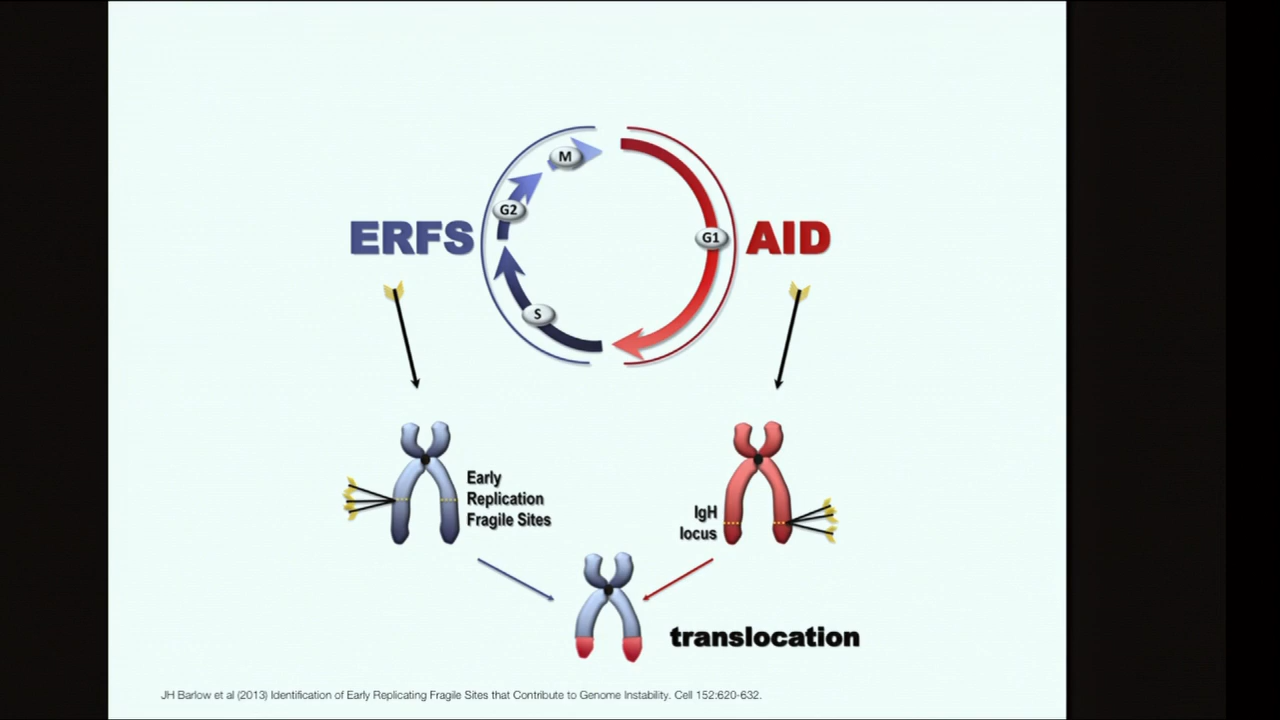 M
G2
ERFS
G1
AID
S
Early
Replication
Fragile Sites
IgH
locus
translocation
JH Barlow et al (2013) Identification of Early Replicating Fragile Sites that Contribute to Genome Instability. Cell 152:620-632.